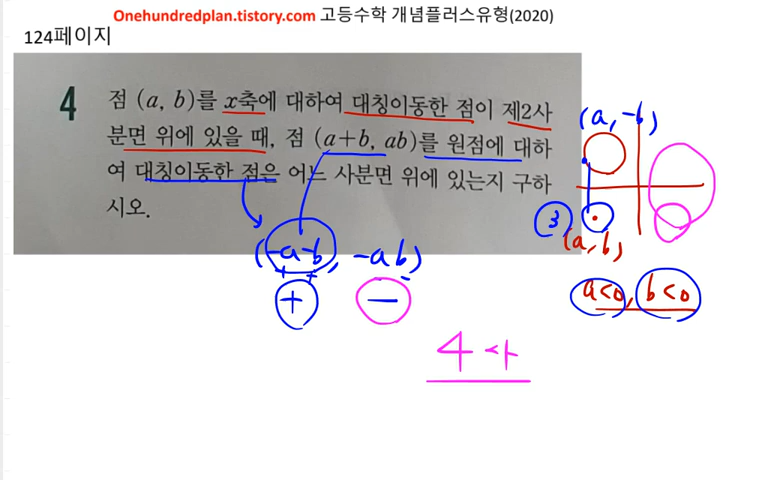 Onehundredplan.tistory.com 고등수학 개념플러스유형(2020)
124페이지
4 점 (a, b)를 x축에 대하여 대칭이동한 점이 제2사
분면 위에 있을 때, 점 (a+b, ab)를 원점에 대하
여 대칭이동한 점은 어느 사분면 위에 있는지 구하
시오.
(a, -b)
3
(a, b)
(-a-b, -ab)
+ + -
+ -
a<0, b<0
4 사